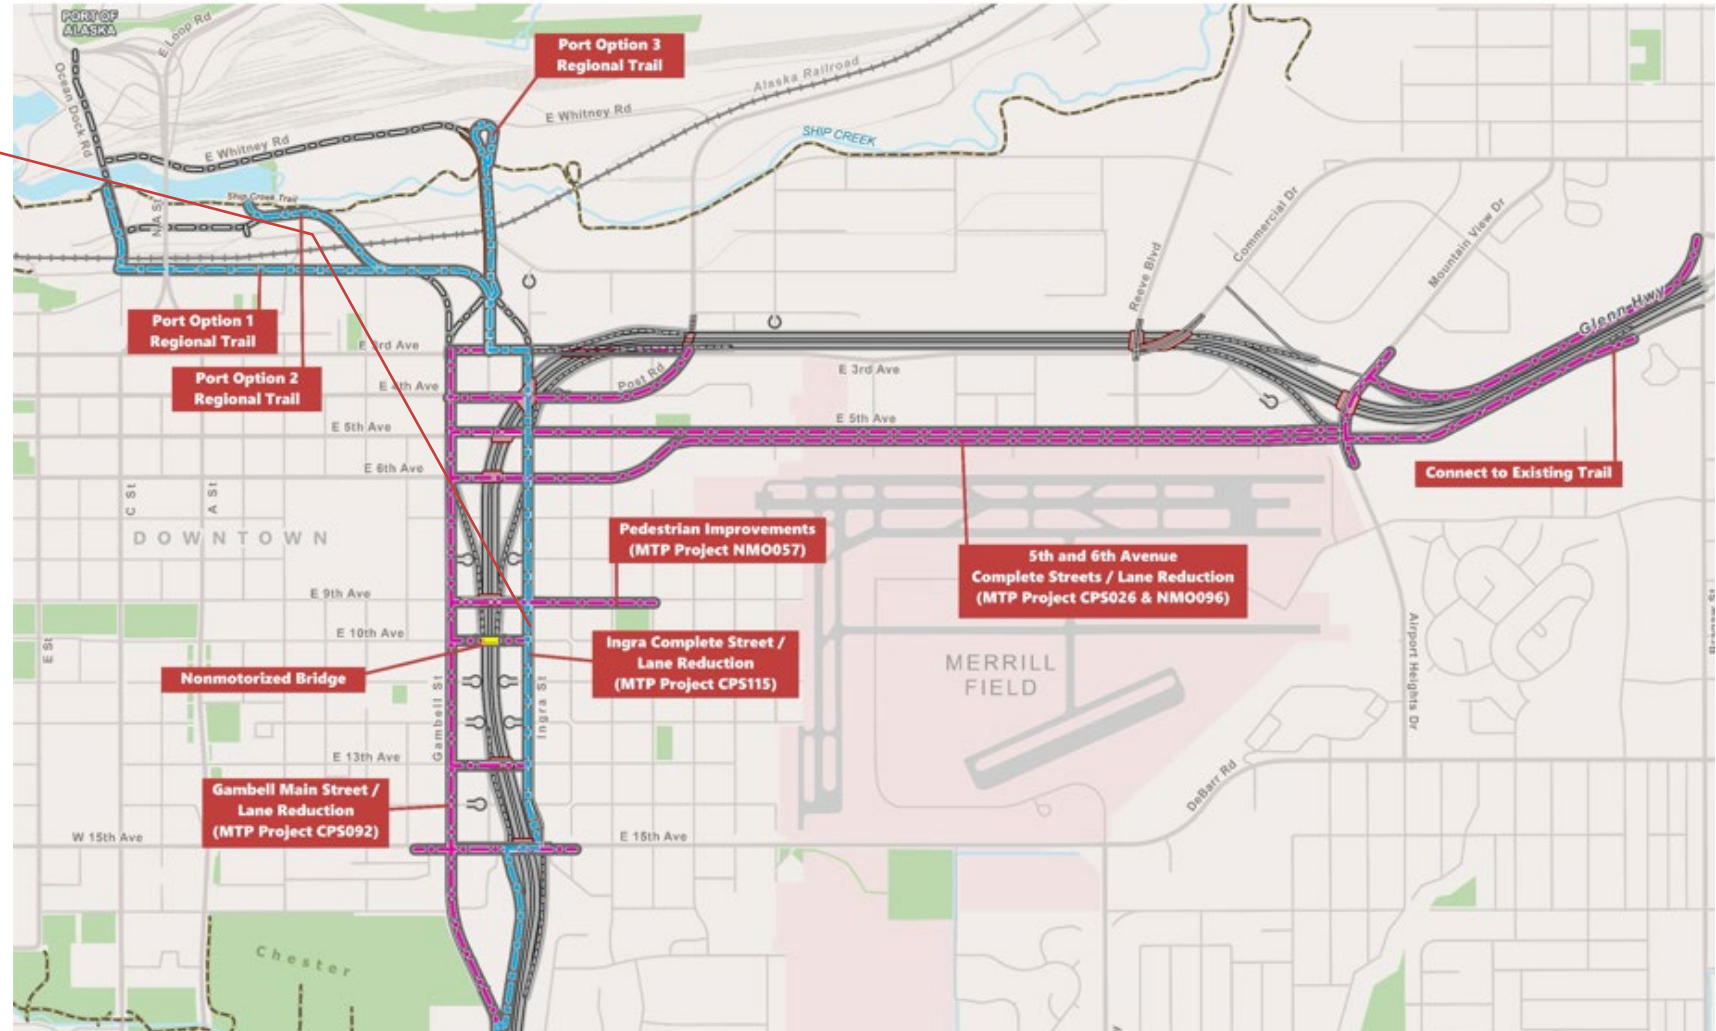 PORT OF
ALASKA
E Loop Rd
Ocean Dock Rd
Port Option 3
Regional Trail
Alaska Railroad
E Whitney Rd
E Whitney Rd
SHIP CREEK
Ship Creek Trail
N A St
Commercial Dr
Mountain View Dr
Reeve Blvd
Glenn Hwy
Port Option 1
Regional Trail
E 3rd Ave
Port Option 2
Regional Trail
E 4th Ave
Post Rd
E 3rd Ave
E 5th Ave
E 5th Ave
E 6th Ave
Connect to Existing Trail
C St
A St
DOWNTOWN
Pedestrian Improvements
(MTP Project NMO057)
5th and 6th Avenue
Complete Streets / Lane Reduction
(MTP Project CPS026 & NMO096)
E 9th Ave
E 10th Ave
E St
Ingra Complete Street /
Lane Reduction
(MTP Project CPS115)
Nonmotorized Bridge
MERRILL
FIELD
Airport Heights Dr
Bragaw St
Gambell St
Ingra St
E 13th Ave
DeBarr Rd
Gambell Main Street /
Lane Reduction
(MTP Project CPS092)
W 15th Ave
E 15th Ave
Chester